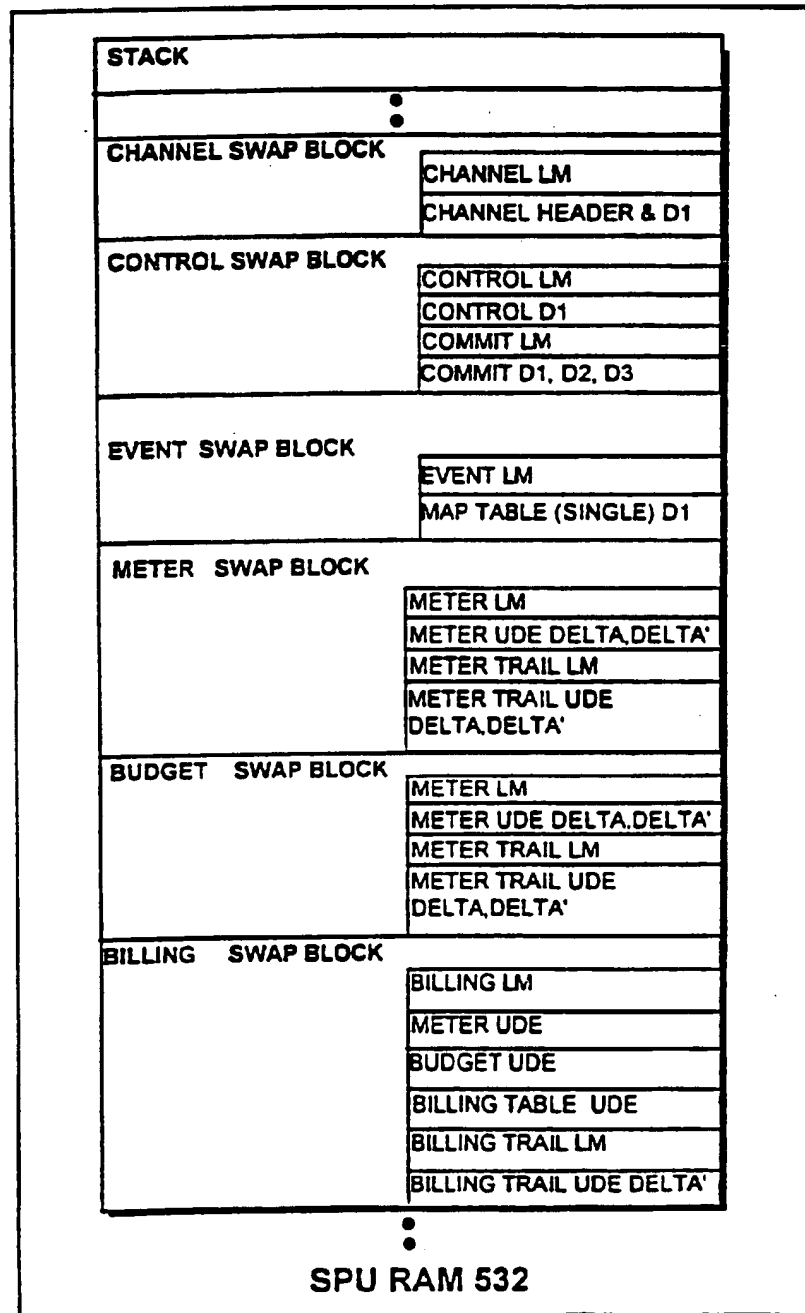 STACK
CHANNEL SWAP BLOCK
CHANNEL LM
CHANNEL HEADER & D1
CONTROL SWAP BLOCK
CONTROL LM
CONTROL D1
COMMIT LM
COMMIT D1, D2, D3
EVENT SWAP BLOCK
EVENT LM
MAP TABLE (SINGLE) D1
METER SWAP BLOCK
METER LM
METER UDE DELTA,DELTA'
METER TRAIL LM
METER TRAIL UDE
DELTA,DELTA'
BUDGET SWAP BLOCK
METER LM
METER UDE DELTA.DELTA'
METER TRAIL LM
METER TRAIL UDE
DELTA,DELTA'
BILLING SWAP BLOCK
BILLING LM
METER UDE
BUDGET UDE
BILLING TABLE UDE
BILLING TRAIL LM
BILLING TRAIL UDE DELTA'
SPU RAM 532